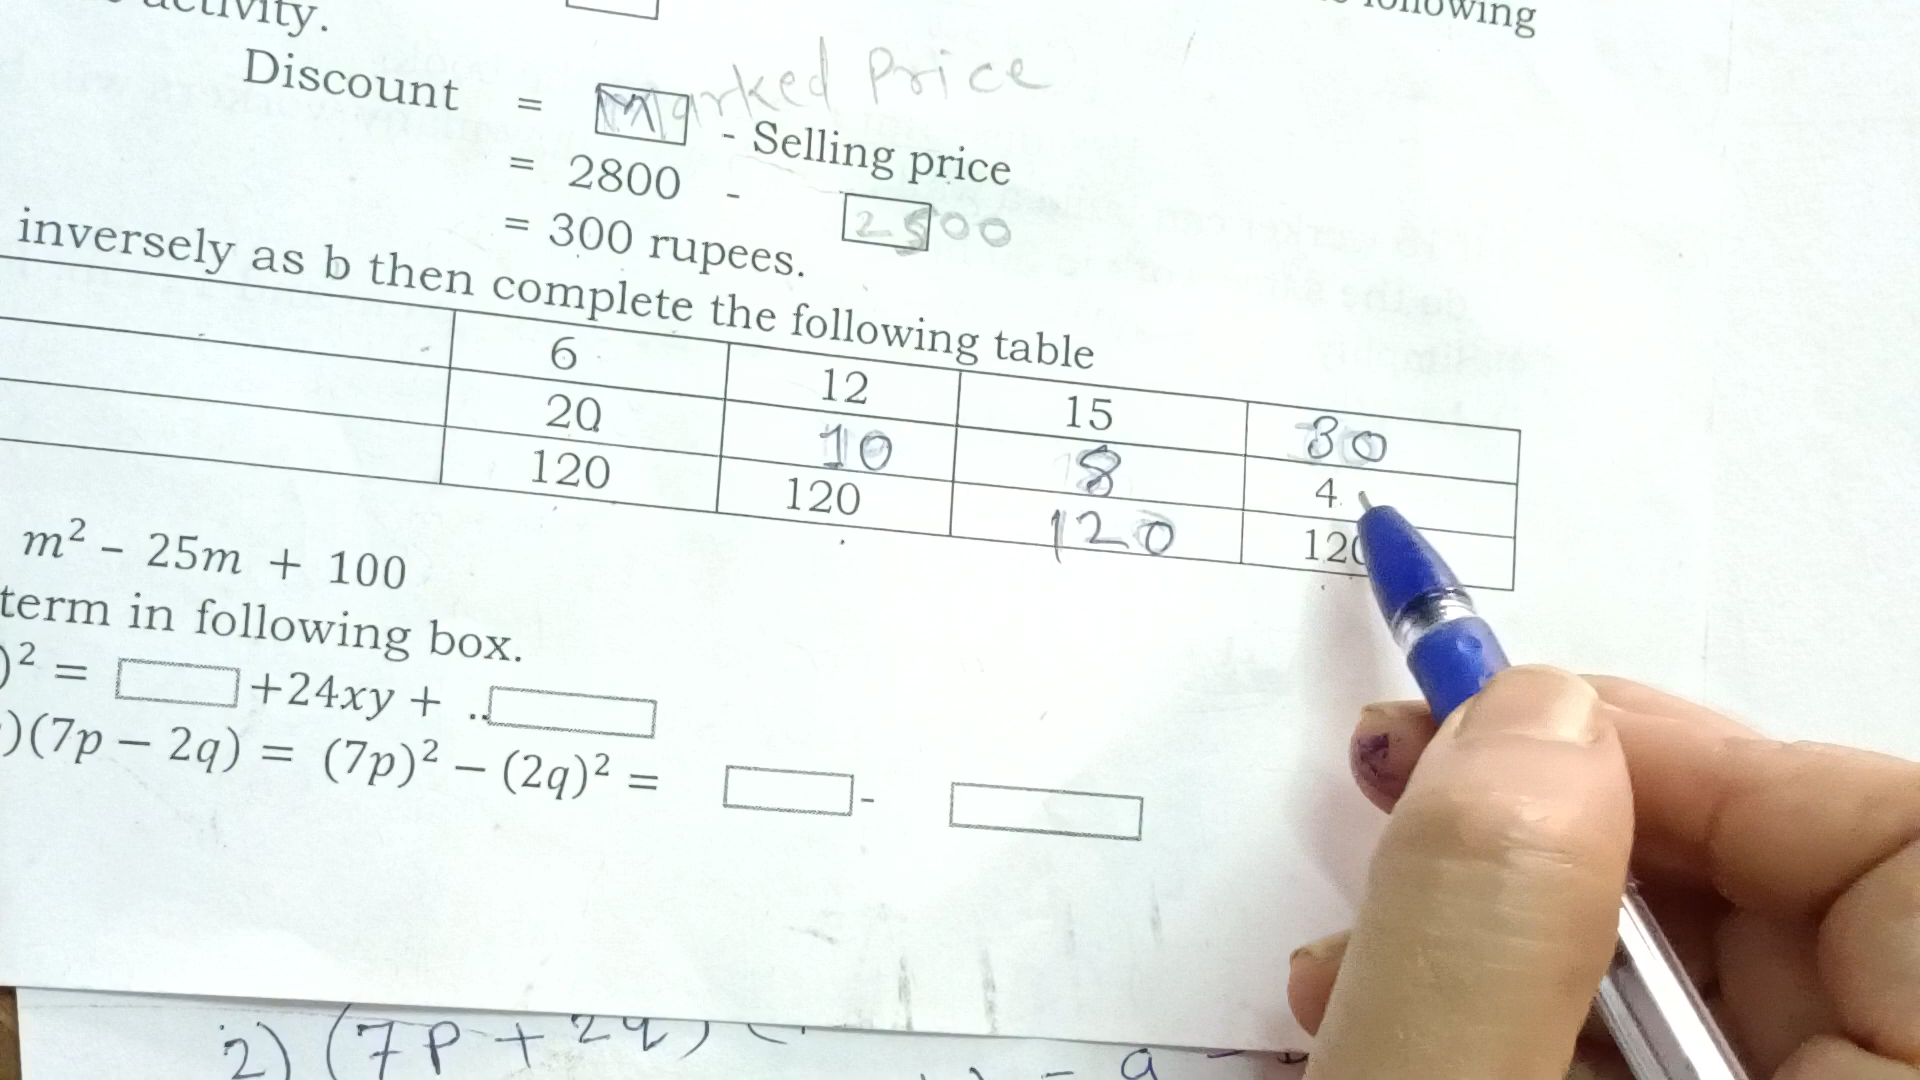 activity.
following
Discount = Marked Price - Selling price
= 2800 - 2500
= 300 rupees.
inversely as b then complete the following table
6 12 15 30
20 10 8 4
120 120 120 120
m² - 25m + 100
term in following box.
)² = +24xy + ..
)(7p - 2q) = (7p)² - (2q)² = -
2) (7p + 2q) (
= a -